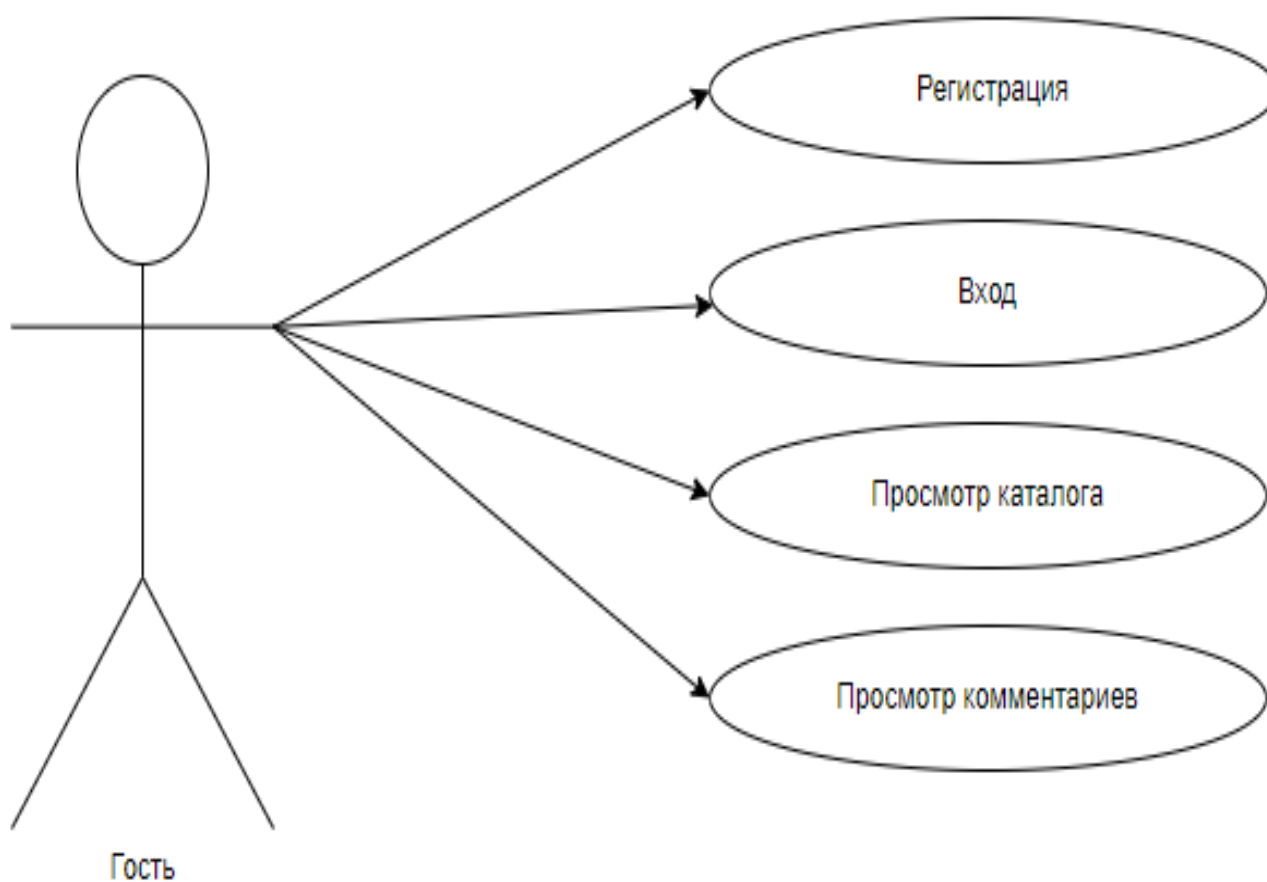 Регистрация
Вход
Просмотр каталога
Просмотр комментариев
Гость